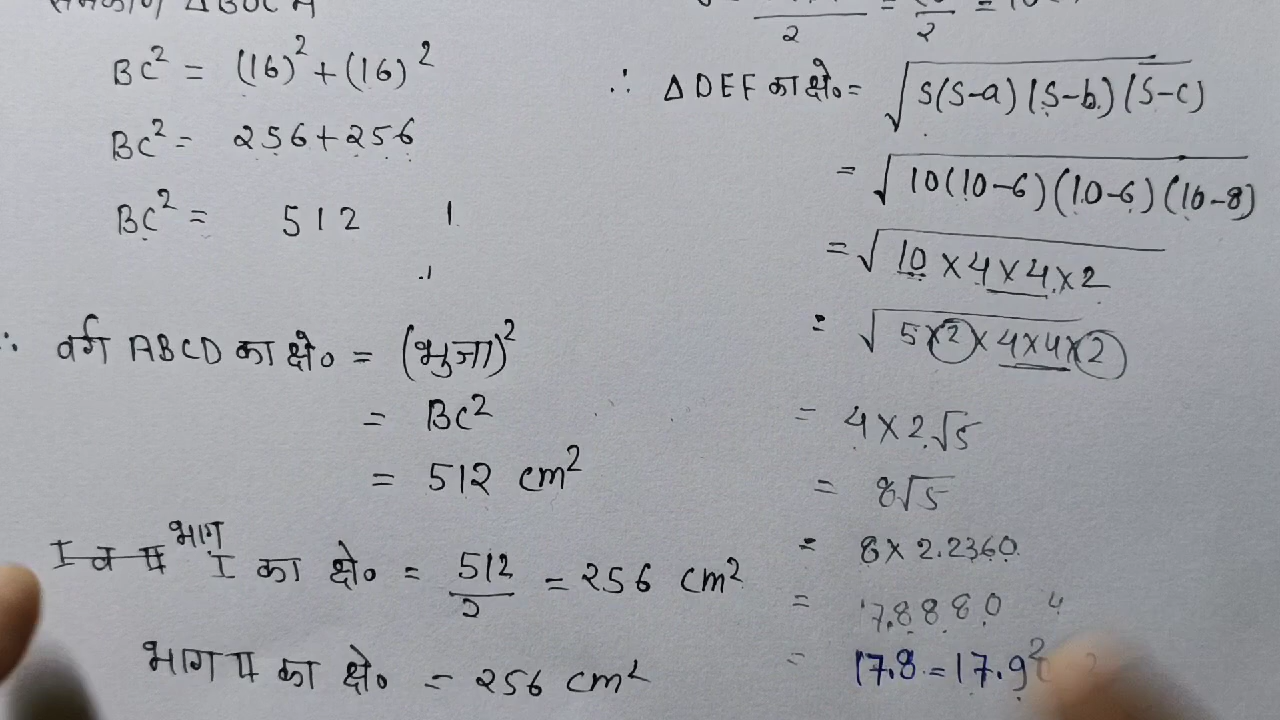 समकोण ΔBOC में
BC² = (16)² + (16)²
BC² = 256 + 256
BC² = 512
∴ वर्ग ABCD का क्षे० = (भुजा)²
= BC²
= 512 cm²
भाग
I का क्षे० = 512/2 = 256 cm²
भाग II का क्षे० = 256 cm²
∴ Δ DEF का क्षे० = √s(s-a)(s-b)(s-c)
= √10(10-6)(10-6)(10-8)
= √10×4×4×2
= √5×2×4×4×2
= 4×2√5
= 8√5
= 8×2.2360
= 17.8880
= 17.8 = 17.9